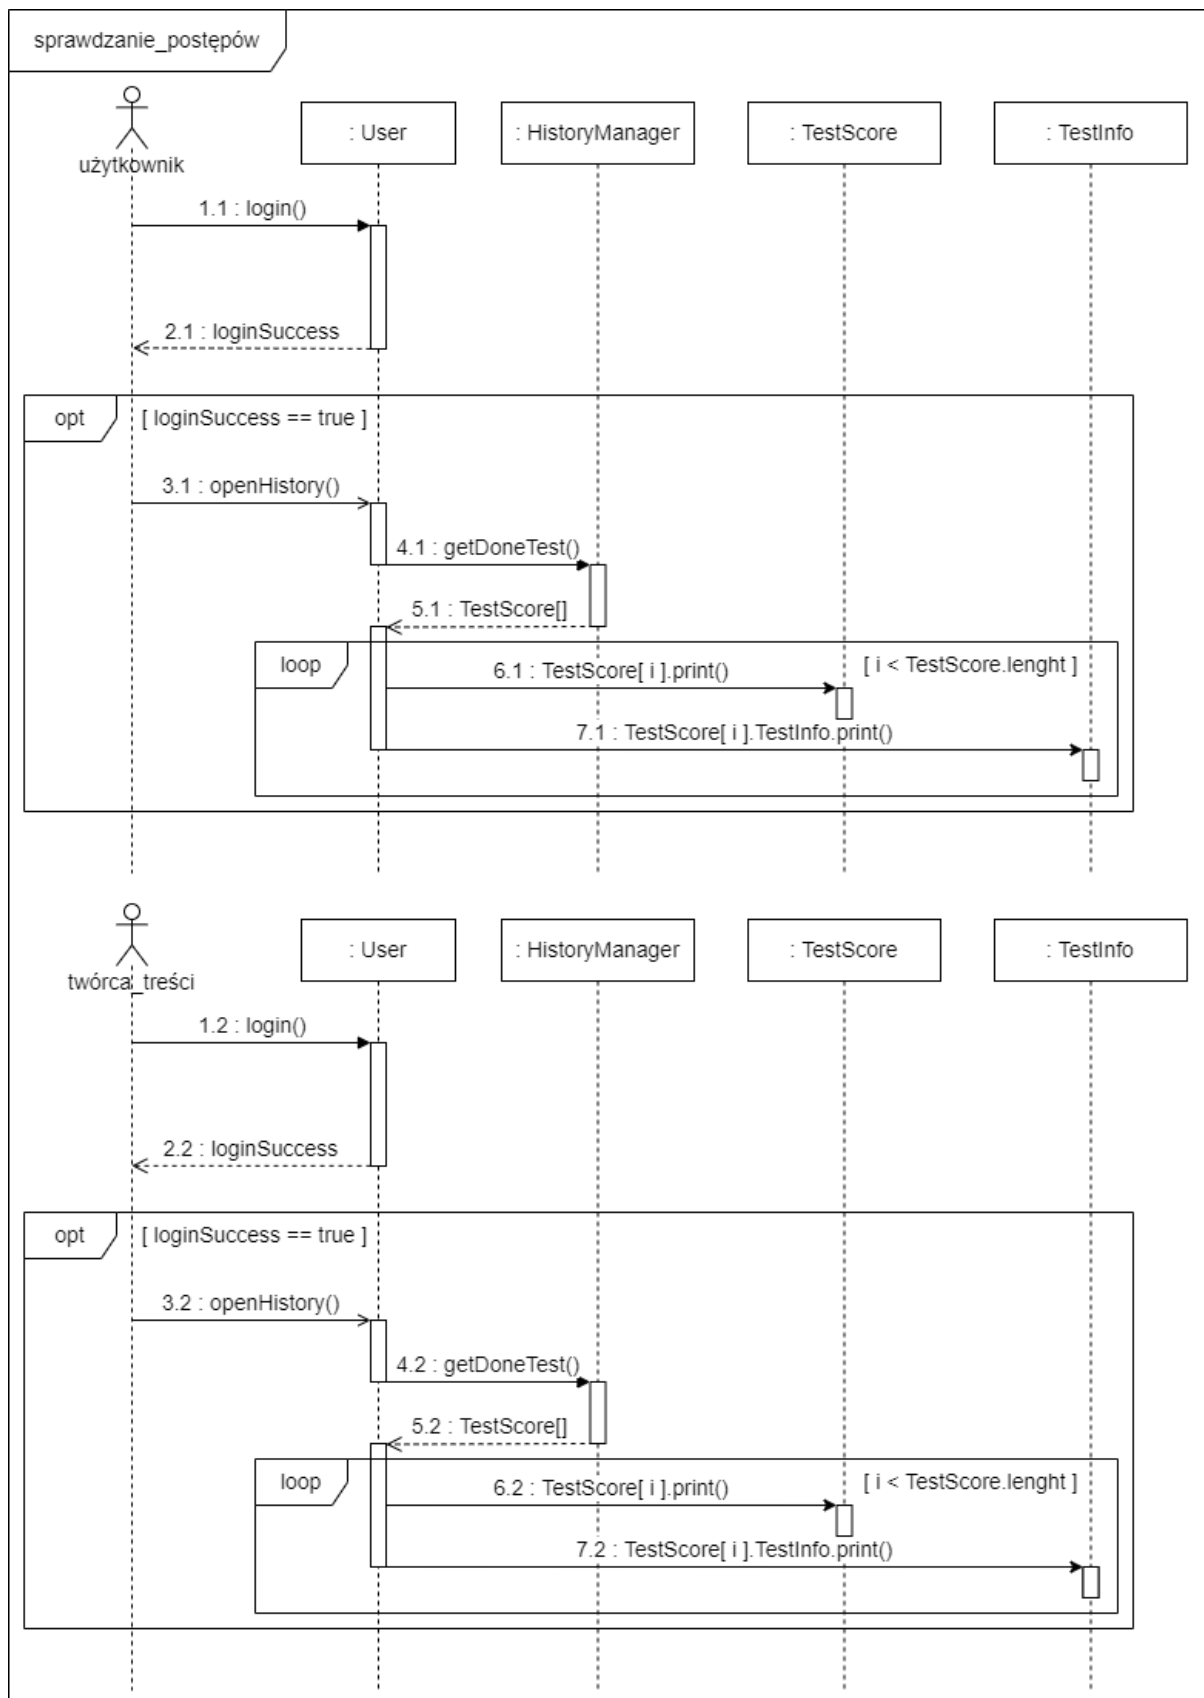 sprawdzanie_postępów
użytkownik
: User
: HistoryManager
: TestScore
: TestInfo
1.1 : login()
2.1 : loginSuccess
opt
[ loginSuccess == true ]
3.1 : openHistory()
4.1 : getDoneTest()
5.1 : TestScore[]
loop
6.1 : TestScore[ i ].print()
[ i < TestScore.lenght ]
7.1 : TestScore[ i ].TestInfo.print()
twórca_treści
: User
: HistoryManager
: TestScore
: TestInfo
1.2 : login()
2.2 : loginSuccess
opt
[ loginSuccess == true ]
3.2 : openHistory()
4.2 : getDoneTest()
5.2 : TestScore[]
loop
6.2 : TestScore[ i ].print()
[ i < TestScore.lenght ]
7.2 : TestScore[ i ].TestInfo.print()